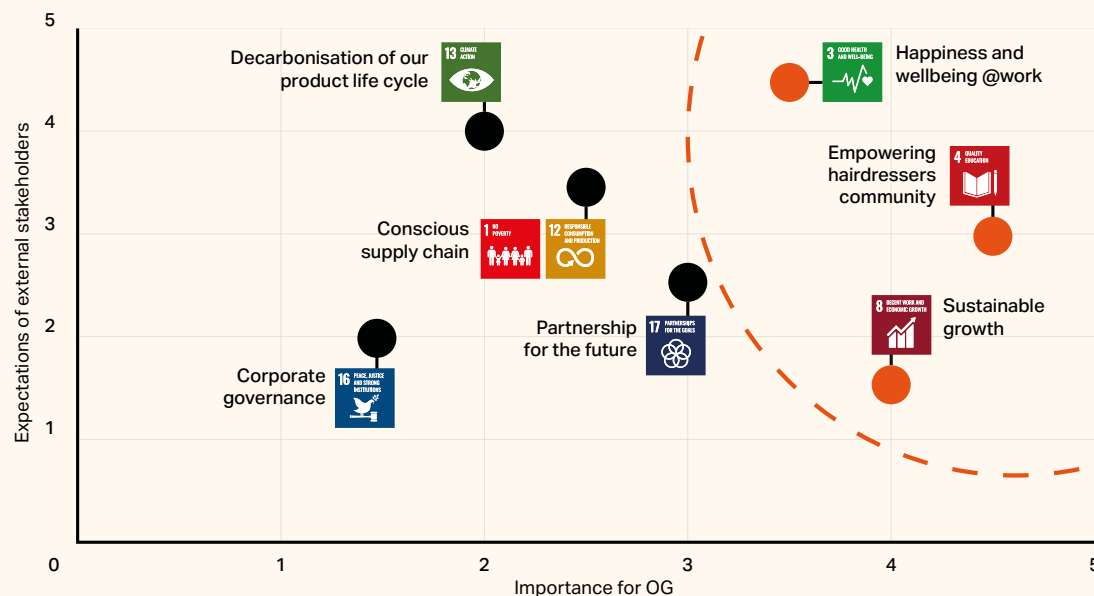 5
4
3
2
1
0
1
2
3
4
5
Expectations of external stakeholders
Importance for OG
Decarbonisation of our
product life cycle
13 CLIMATE
ACTION
3 GOOD HEALTH
AND WELL-BEING
Happiness and
wellbeing @work
Empowering
hairdressers
community
4 QUALITY
EDUCATION
Conscious
supply chain
1 NO
POVERTY
12 RESPONSIBLE
CONSUMPTION
AND PRODUCTION
Partnership
for the future
17 PARTNERSHIPS
FOR THE GOALS
8 DECENT WORK AND
ECONOMIC GROWTH
Sustainable
growth
Corporate
governance
16 PEACE, JUSTICE
AND STRONG
INSTITUTIONS